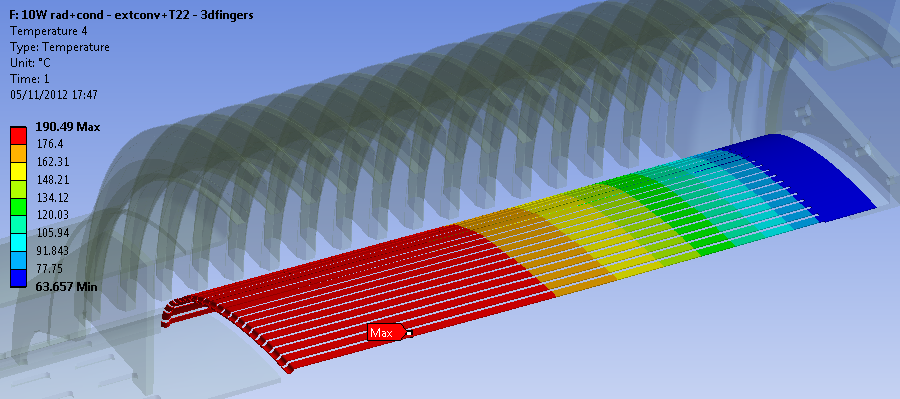 F: 10W rad+cond - extconv+T22 - 3dfingers
Temperature 4
Type: Temperature
Unit: °C
Time: 1
05/11/2012 17:47
190.49 Max
176.4
162.31
148.21
134.12
120.03
105.94
91.843
77.75
63.657 Min
Max